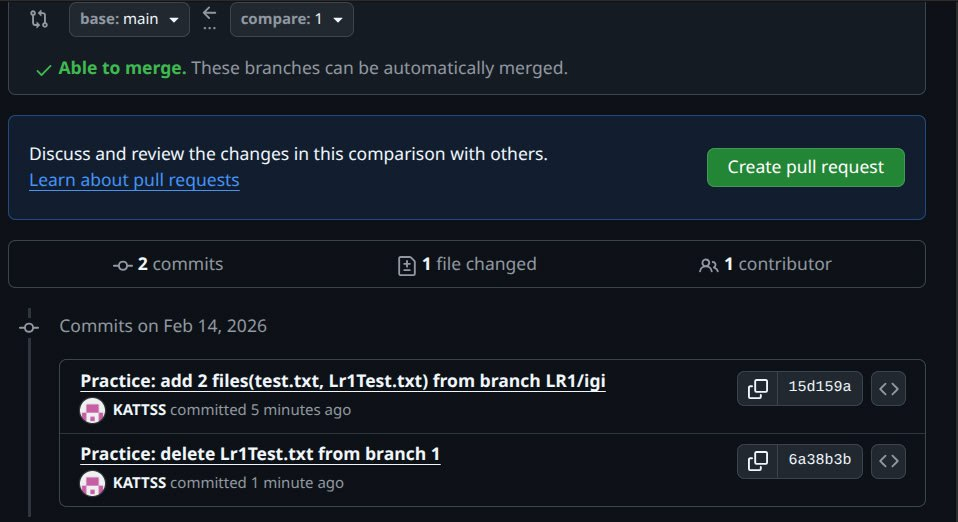 base: main
compare: 1
Able to merge. These branches can be automatically merged.
Discuss and review the changes in this comparison with others.
Learn about pull requests
Create pull request
2 commits
1 file changed
1 contributor
Commits on Feb 14, 2026
Practice: add 2 files(test.txt, Lr1Test.txt) from branch LR1/igi
KATTSS committed 5 minutes ago
15d159a
Practice: delete Lr1Test.txt from branch 1
KATTSS committed 1 minute ago
6a38b3b